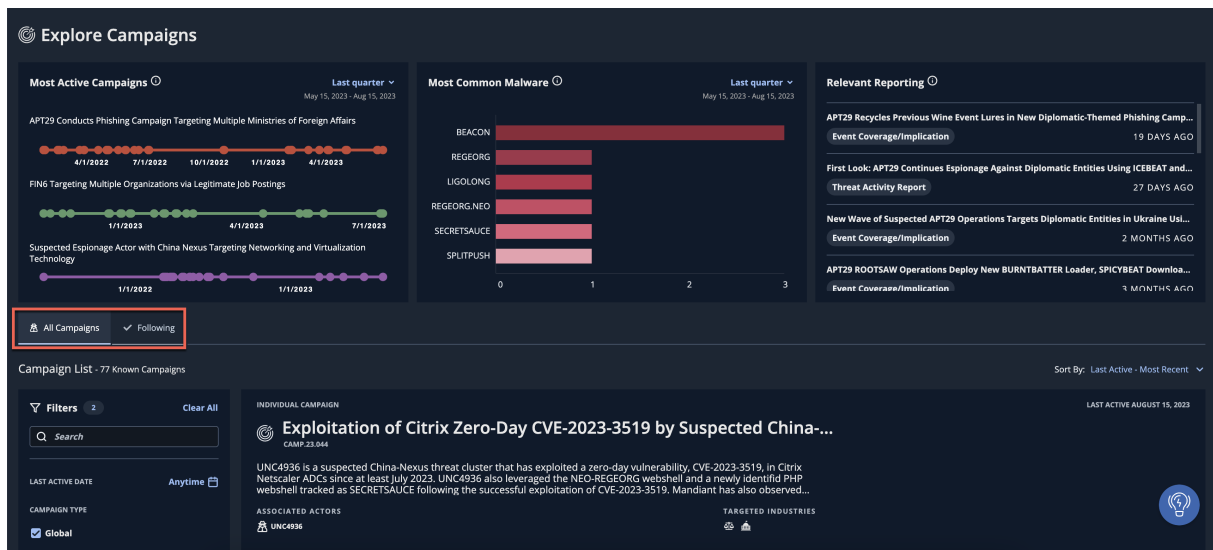 Explore Campaigns
Most Active Campaigns
Last quarter
May 15, 2023 - Aug 15, 2023
APT29 Conducts Phishing Campaign Targeting Multiple Ministries of Foreign Affairs
4/1/2022 7/1/2022 10/1/2022 1/1/2023 4/1/2023
FIN6 Targeting Multiple Organizations via Legitimate Job Postings
1/1/2023 4/1/2023 7/1/2023
Suspected Espionage Actor with China Nexus Targeting Networking and Virtualization
Technology
1/1/2022 1/1/2023
Most Common Malware
Last quarter
May 15, 2023 - Aug 15, 2023
BEACON
REGEORG
LIGOLONG
REGEORG.NEO
SECRETSAUCE
SPLITPUSH
0 1 2 3
Relevant Reporting
APT29 Recycles Previous Wine Event Lures in New Diplomatic-Themed Phishing Camp...
Event Coverage/Implication 19 DAYS AGO
First Look: APT29 Continues Espionage Against Diplomatic Entities Using ICEBEAT and...
Threat Activity Report 27 DAYS AGO
New Wave of Suspected APT29 Operations Targets Diplomatic Entities in Ukraine Usi...
Event Coverage/Implication 2 MONTHS AGO
APT29 ROOTSAW Operations Deploy New BURNTBATTER Loader, SPICYBEAT Downloa...
Event Coverage/Implication 3 MONTHS AGO
All Campaigns Following
Campaign List - 77 Known Campaigns
Sort By: Last Active - Most Recent
Filters 2 Clear All
Search
LAST ACTIVE DATE Anytime
CAMPAIGN TYPE
Global
INDIVIDUAL CAMPAIGN
LAST ACTIVE AUGUST 15, 2023
Exploitation of Citrix Zero-Day CVE-2023-3519 by Suspected China-...
CAMP.23.044
UNC4936 is a suspected China-Nexus threat cluster that has exploited a zero-day vulnerability, CVE-2023-3519, in Citrix
Netscaler ADCs since at least July 2023. UNC4936 also leveraged the NEO-REGEORG webshell and a newly identifid PHP
webshell tracked as SECRETSAUCE following the successful exploitation of CVE-2023-3519. Mandiant has also observed...
ASSOCIATED ACTORS
UNC4936
TARGETED INDUSTRIES